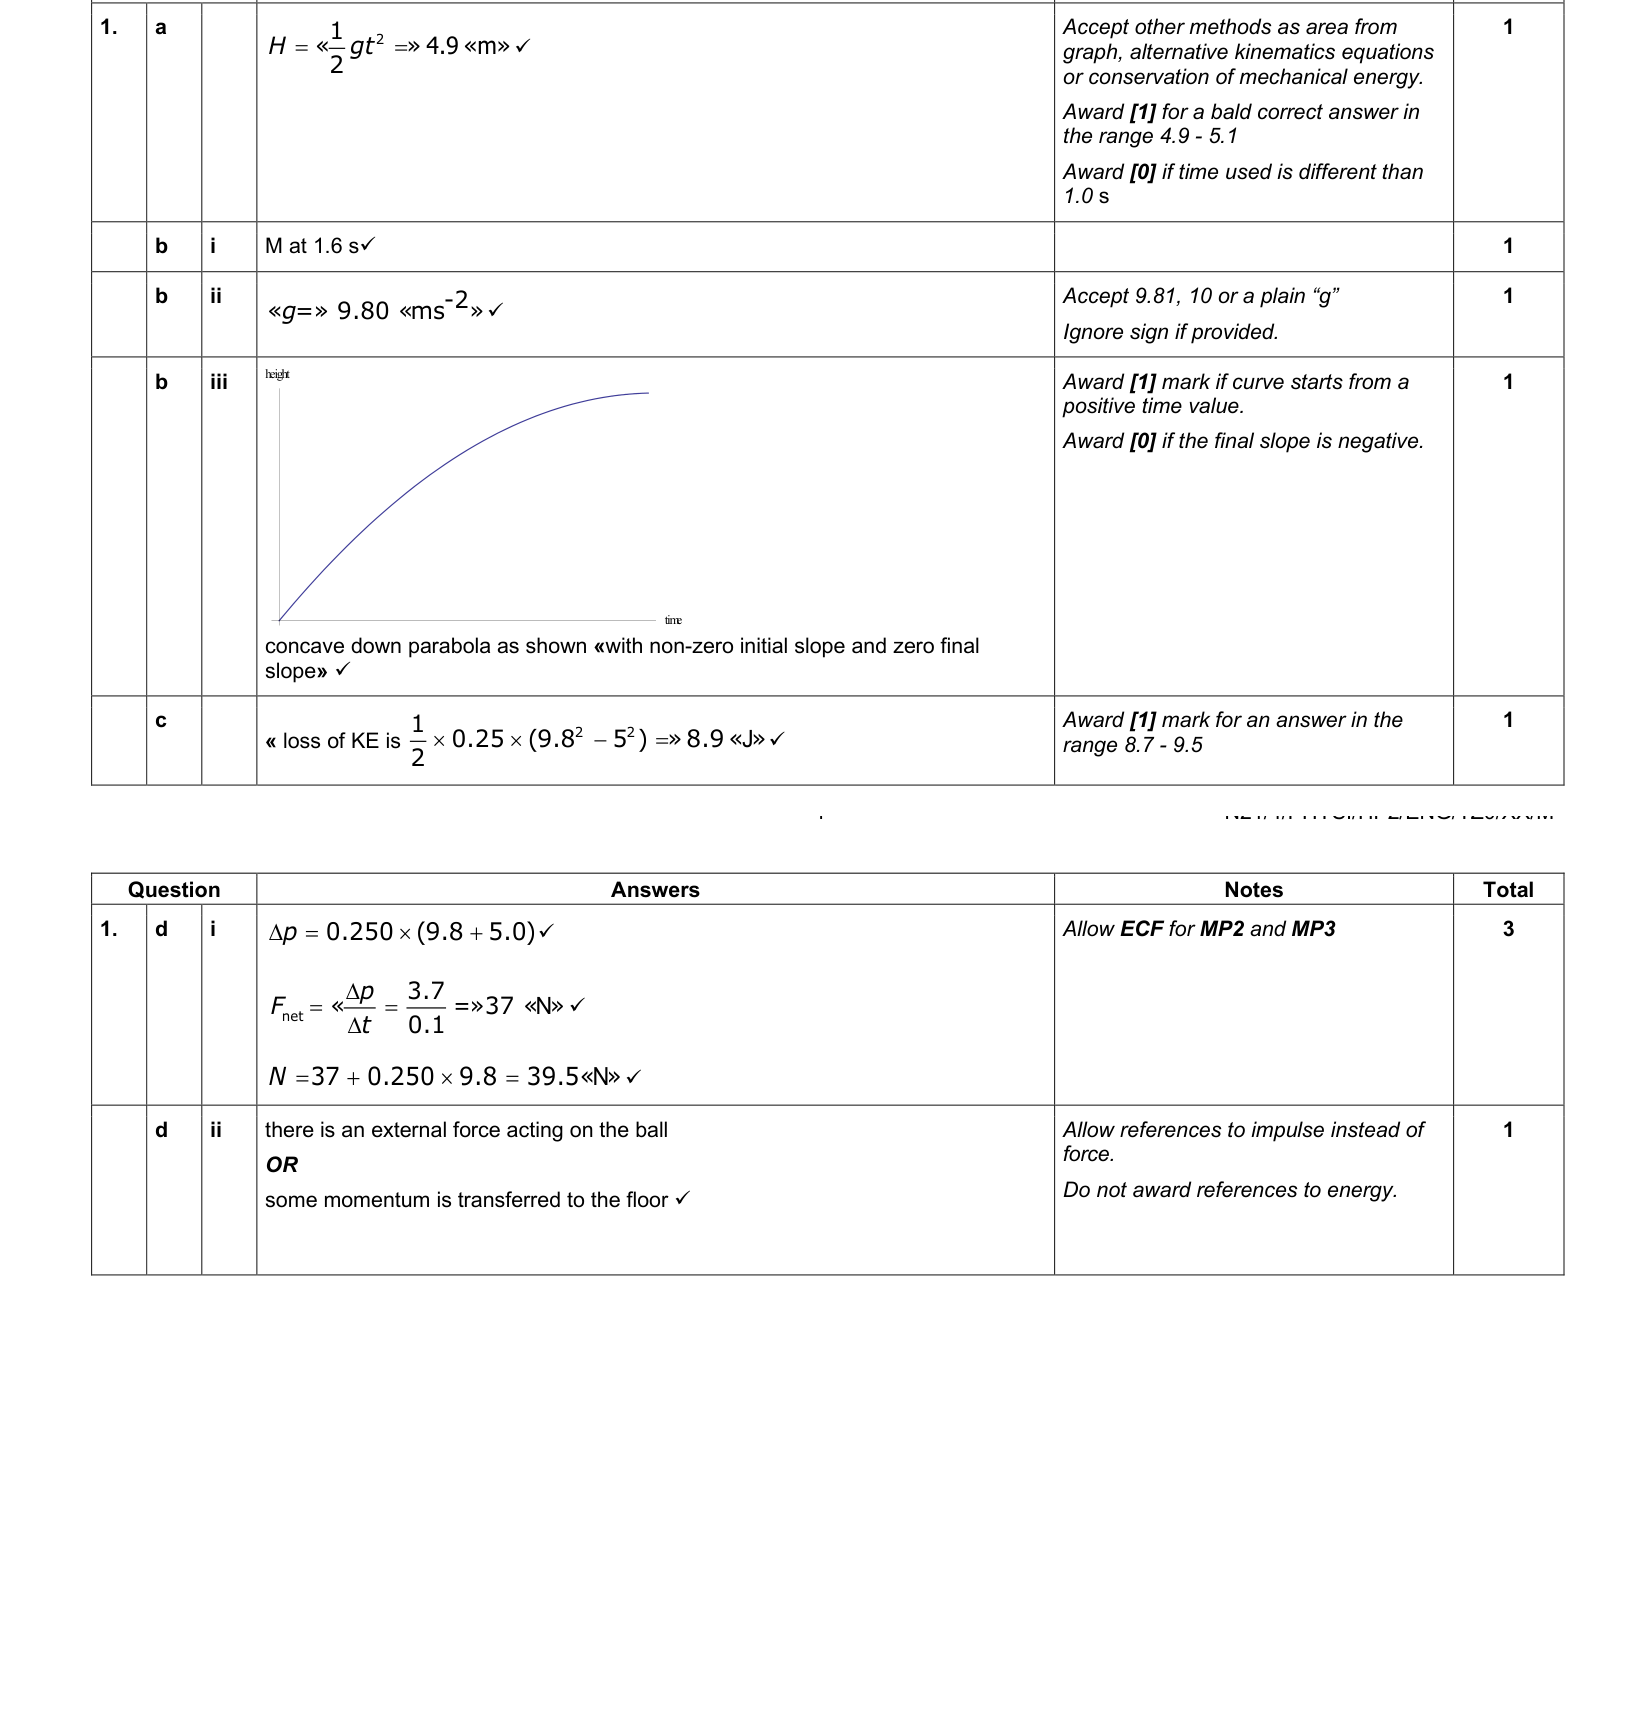 1. a H = «1/2 gt² =» 4.9 «m» ✓ Accept other methods as area from 1
graph, alternative kinematics equations
or conservation of mechanical energy.
Award [1] for a bald correct answer in
the range 4.9 - 5.1
Award [0] if time used is different than
1.0 s
b i M at 1.6 s✓ 1
b ii «g=» 9.80 «ms⁻²» ✓ Accept 9.81, 10 or a plain “g” 1
Ignore sign if provided.
b iii height Award [1] mark if curve starts from a 1
positive time value.
Award [0] if the final slope is negative.
time
concave down parabola as shown «with non-zero initial slope and zero final
slope» ✓
c « loss of KE is 1/2 × 0.25 × (9.8² − 5²) =» 8.9 «J» ✓ Award [1] mark for an answer in the 1
range 8.7 - 9.5
Question Answers Notes Total
1. d i Δp = 0.250 × (9.8 + 5.0) ✓ Allow ECF for MP2 and MP3 3
F_net = «Δp/Δt = 3.7/0.1 =» 37 «N» ✓
N = 37 + 0.250 × 9.8 = 39.5 «N» ✓
d ii there is an external force acting on the ball Allow references to impulse instead of 1
force.
OR
Do not award references to energy.
some momentum is transferred to the floor ✓